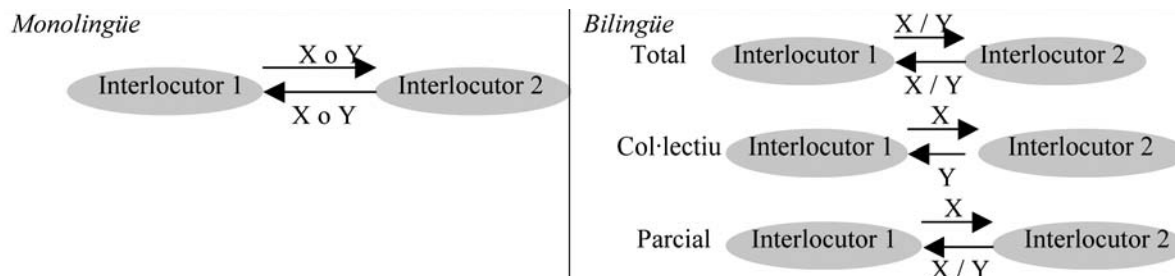 Monolingüe
X o Y
Interlocutor 1 Interlocutor 2
X o Y
Bilingüe
X / Y
Total Interlocutor 1 Interlocutor 2
X / Y
X
Col·lectiu Interlocutor 1 Interlocutor 2
Y
X
Parcial Interlocutor 1 Interlocutor 2
X / Y